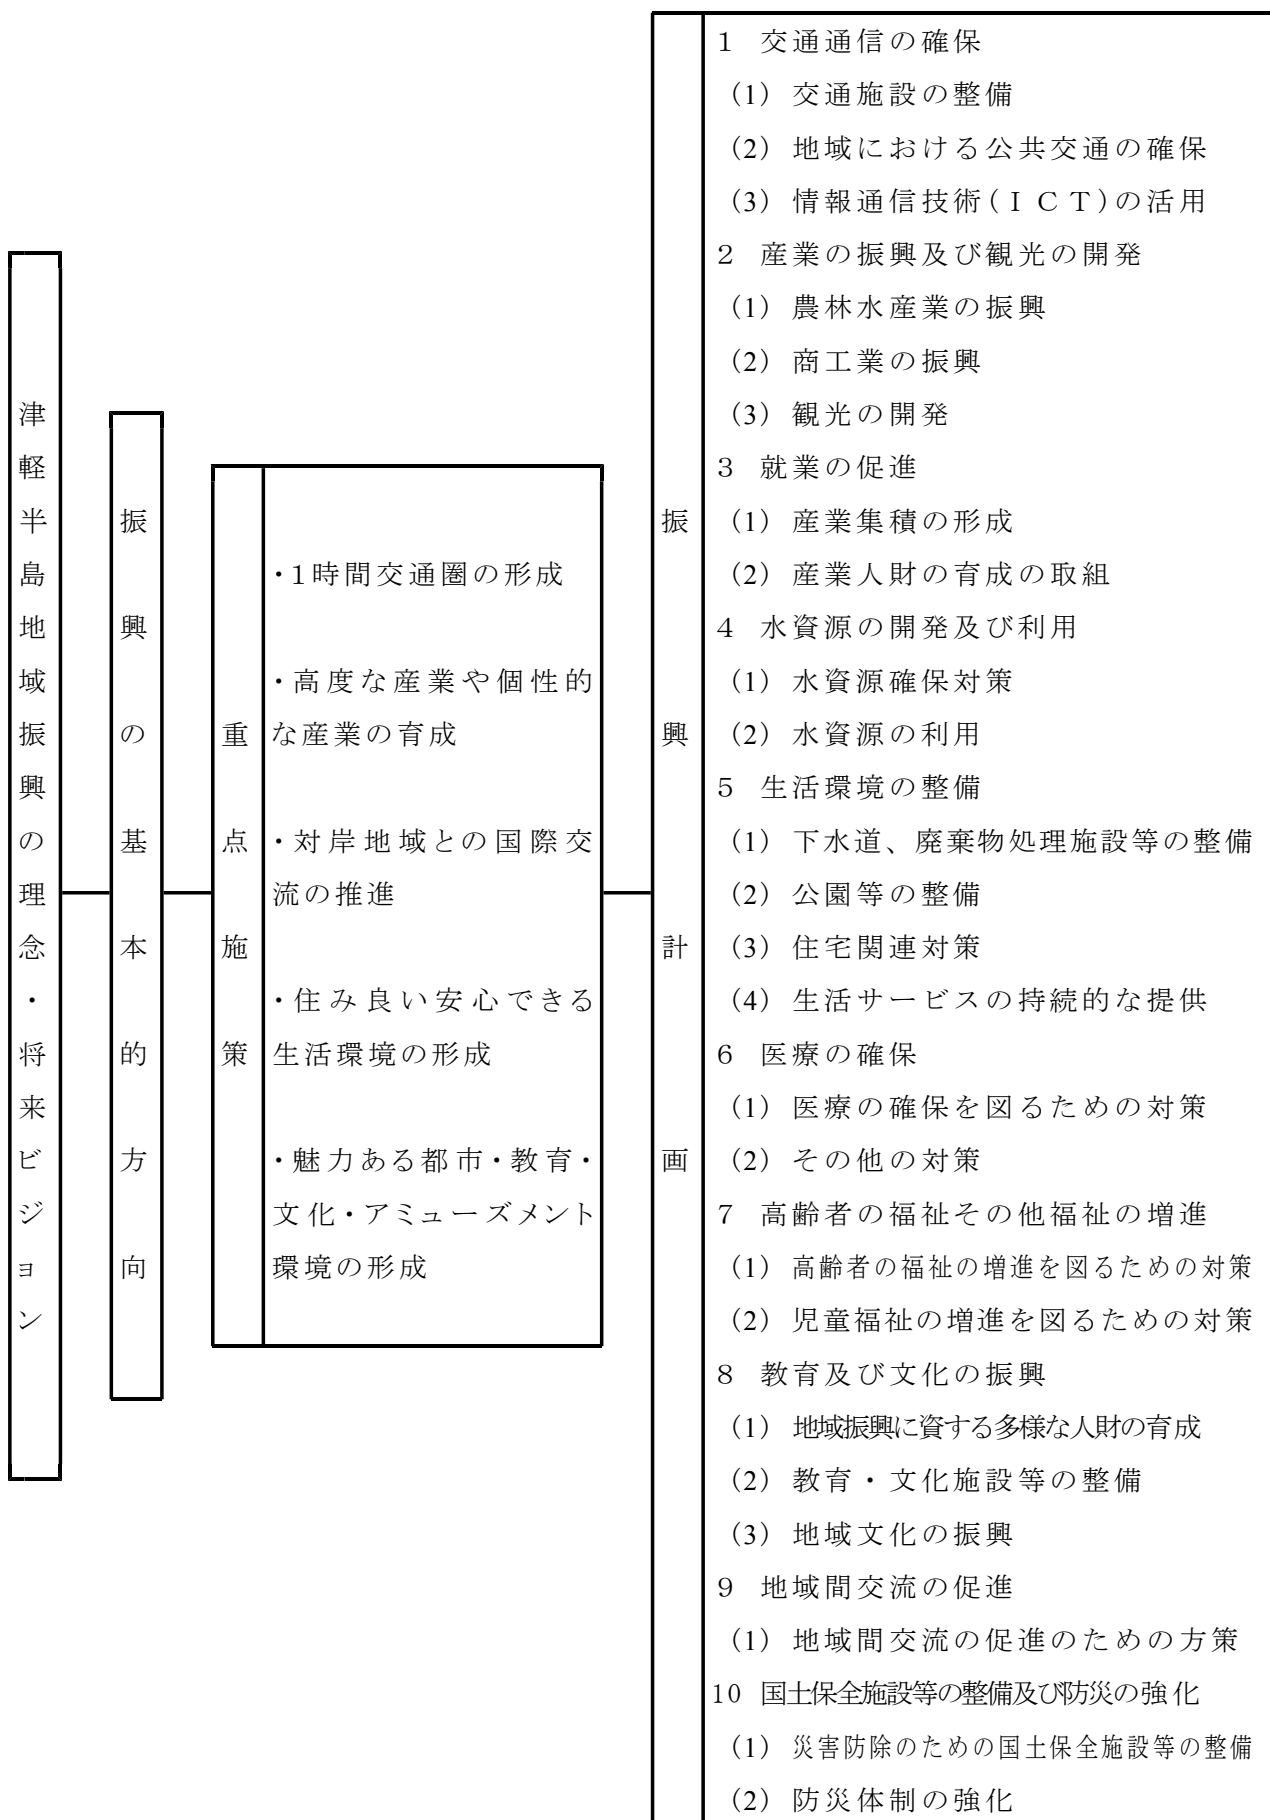 津軽半島地域振興の理念・将来ビジョン
振興の基本的方向
重点施策
・1時間交通圏の形成
・高度な産業や個性的
な産業の育成
・対岸地域との国際交
流の推進
・住み良い安心できる
生活環境の形成
・魅力ある都市・教育・
文化・アミューズメント
環境の形成
振興計画
1 交通通信の確保
(1) 交通施設の整備
(2) 地域における公共交通の確保
(3) 情報通信技術(ICT)の活用
2 産業の振興及び観光の開発
(1) 農林水産業の振興
(2) 商工業の振興
(3) 観光の開発
3 就業の促進
(1) 産業集積の形成
(2) 産業人財の育成の取組
4 水資源の開発及び利用
(1) 水資源確保対策
(2) 水資源の利用
5 生活環境の整備
(1) 下水道、廃棄物処理施設等の整備
(2) 公園等の整備
(3) 住宅関連対策
(4) 生活サービスの持続的な提供
6 医療の確保
(1) 医療の確保を図るための対策
(2) その他の対策
7 高齢者の福祉その他福祉の増進
(1) 高齢者の福祉の増進を図るための対策
(2) 児童福祉の増進を図るための対策
8 教育及び文化の振興
(1) 地域振興に資する多様な人財の育成
(2) 教育・文化施設等の整備
(3) 地域文化の振興
9 地域間交流の促進
(1) 地域間交流の促進のための方策
10 国土保全施設等の整備及び防災の強化
(1) 災害防除のための国土保全施設等の整備
(2) 防災体制の強化